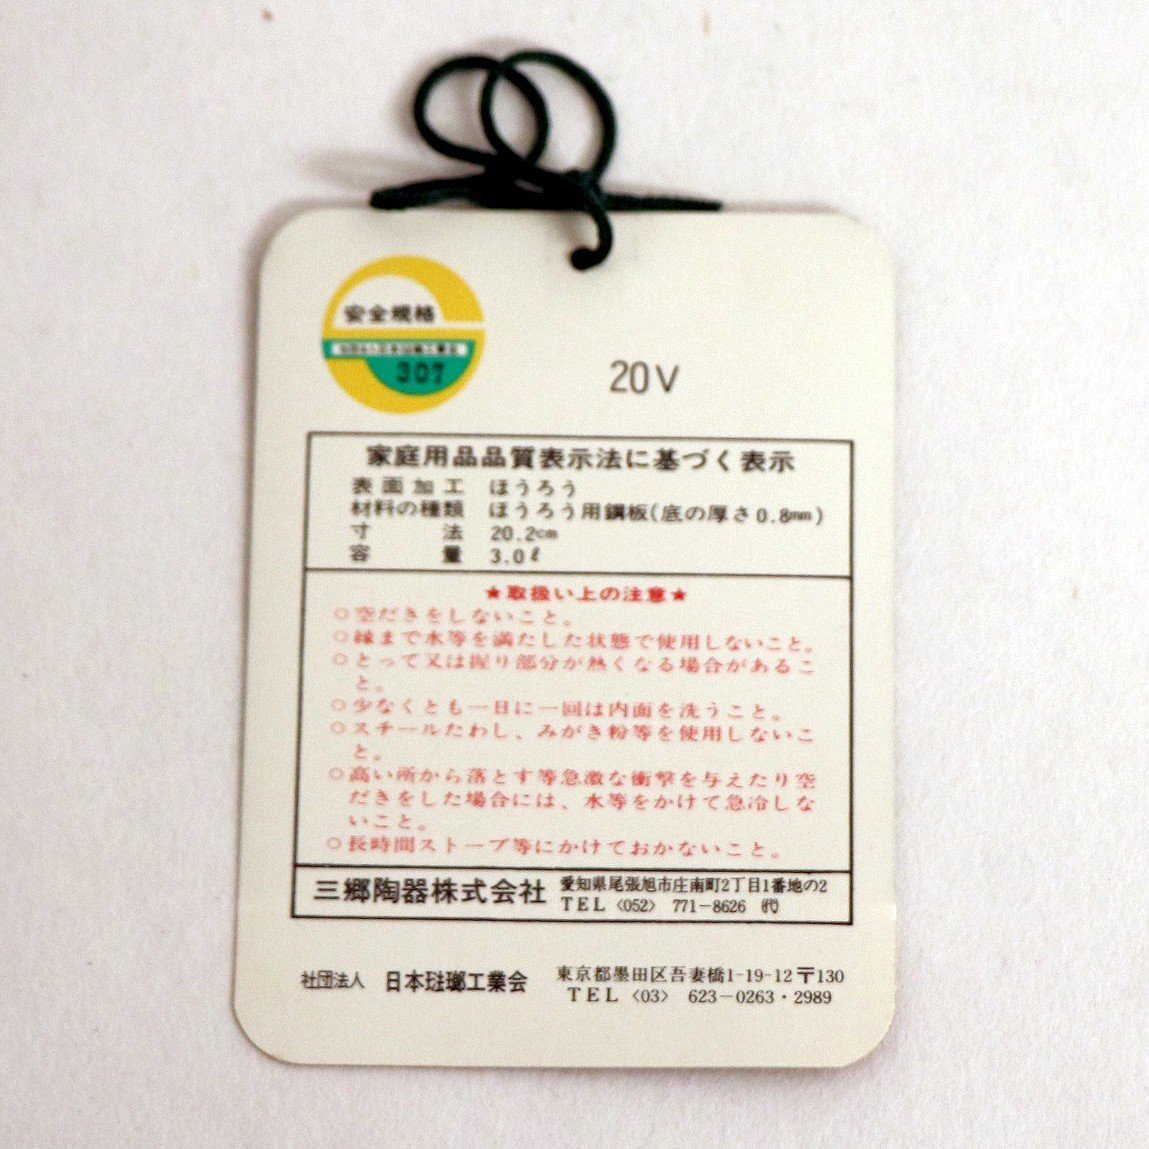 安全規格
307
20V
家庭用品品質表示法に基づく表示
表面加工 ほうろう
材料の種類 ほうろう用鋼板(底の厚さ0.8mm)
寸法 20.2cm
容量 3.0ℓ
★取扱い上の注意★
○空だきをしないこと。
○縁まで水等を満たした状態で使用しないこと。
○とって又は握り部分が熱くなる場合があるこ
と。
○少なくとも一日に一回は内面を洗うこと。
○スチールたわし、みがき粉等を使用しないこ
と。
○高い所から落とす等急激な衝撃を与えたり空
だきをした場合には、水等をかけて急冷しな
いこと。
○長時間ストーブ等にかけておかないこと。
三郷陶器株式会社 愛知県尾張旭市庄南町2丁目1番地の2
TEL〈052〉 771-8626 ㈹
社団法人 日本琺瑯工業会 東京都墨田区吾妻橋1-19-12〒130
TEL〈03〉 623-0263・2989